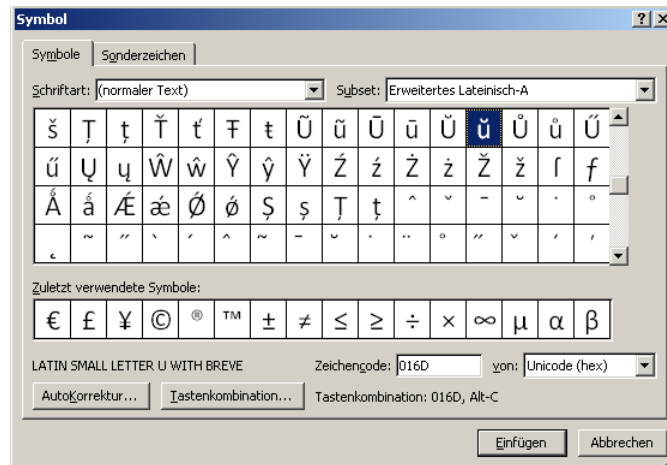 Symbol
Symbole Sonderzeichen
Schriftart: (normaler Text) Subset: Erweitertes Lateinisch-A
š Ţ ţ Ť ť Ŧ ŧ Ũ ũ Ū ū Ŭ ŭ Ů ů Ű
ű Ų ų Ŵ ŵ Ŷ ŷ Ÿ Ź ź Ż ż Ž ž ſ ƒ
Ǻ ǻ Ǽ ǽ Ǿ ǿ Ș ș Ț ț ˆ ˇ ˉ ˘ ˙ ˚
˛ ˜ ˝
Zuletzt verwendete Symbole:
€ £ ¥ © ® ™ ± ≠ ≤ ≥ ÷ × ∞ µ α β
LATIN SMALL LETTER U WITH BREVE Zeichencode: 016D von: Unicode (hex)
AutoKorrektur... Tastenkombination... Tastenkombination: 016D, Alt-C
Einfügen Abbrechen